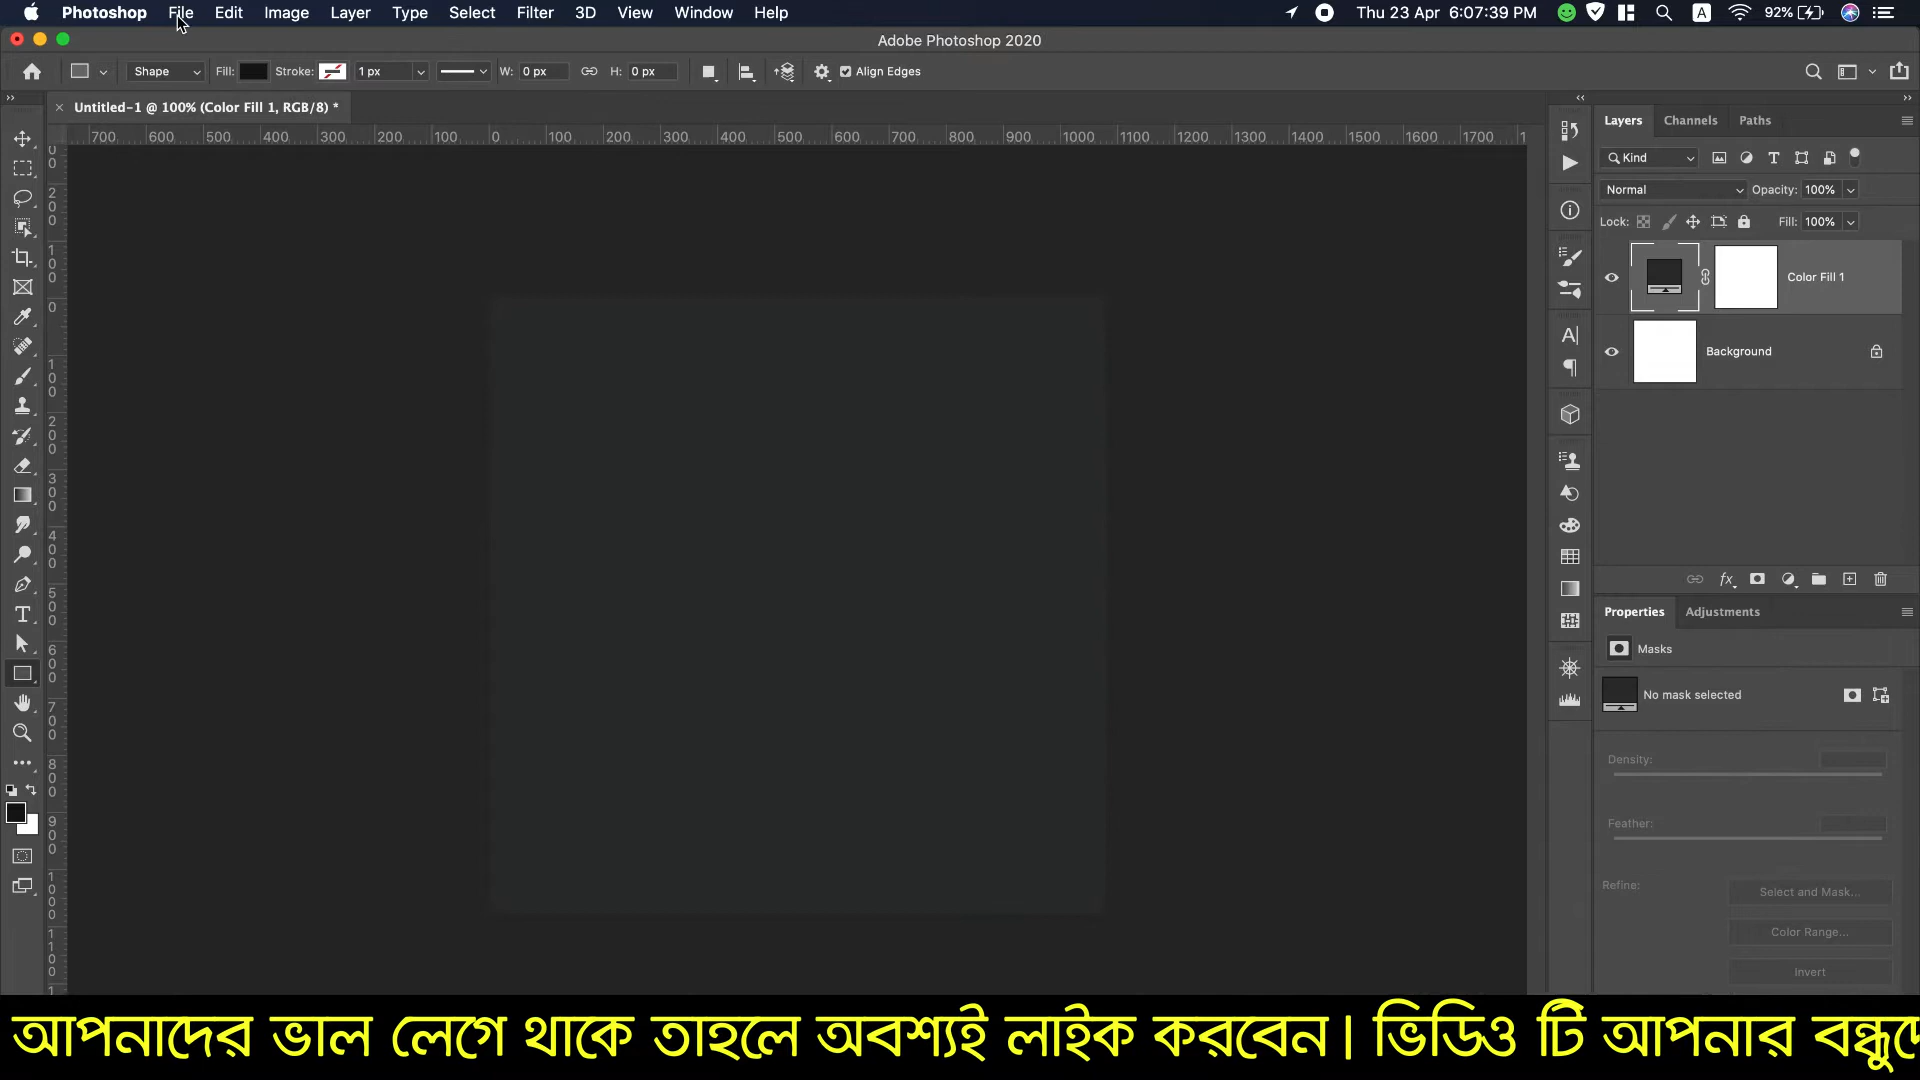 Photoshop File Edit Image Layer Type Select Filter 3D View Window Help Thu 23 Apr 6:07:39 PM A 92%
Adobe Photoshop 2020
Shape Fill: Stroke: 1 px W: 0 px H: 0 px Align Edges
Untitled-1 @ 100% (Color Fill 1, RGB/8) *
700 600 500 400 300 200 100 0 100 200 300 400 500 600 700 800 900 1000 1100 1200 1300 1400 1500 1600 1700 1
Layers Channels Paths
Kind
Normal Opacity: 100%
Lock: Fill: 100%
Color Fill 1
Background
Properties Adjustments
Masks
No mask selected
Density:
Feather:
Refine: Select and Mask...
Color Range...
Invert
আপনাদের ভাল লেগে থাকে তাহলে অবশ্যই লাইক করবেন। ভিডিও টি আপনার